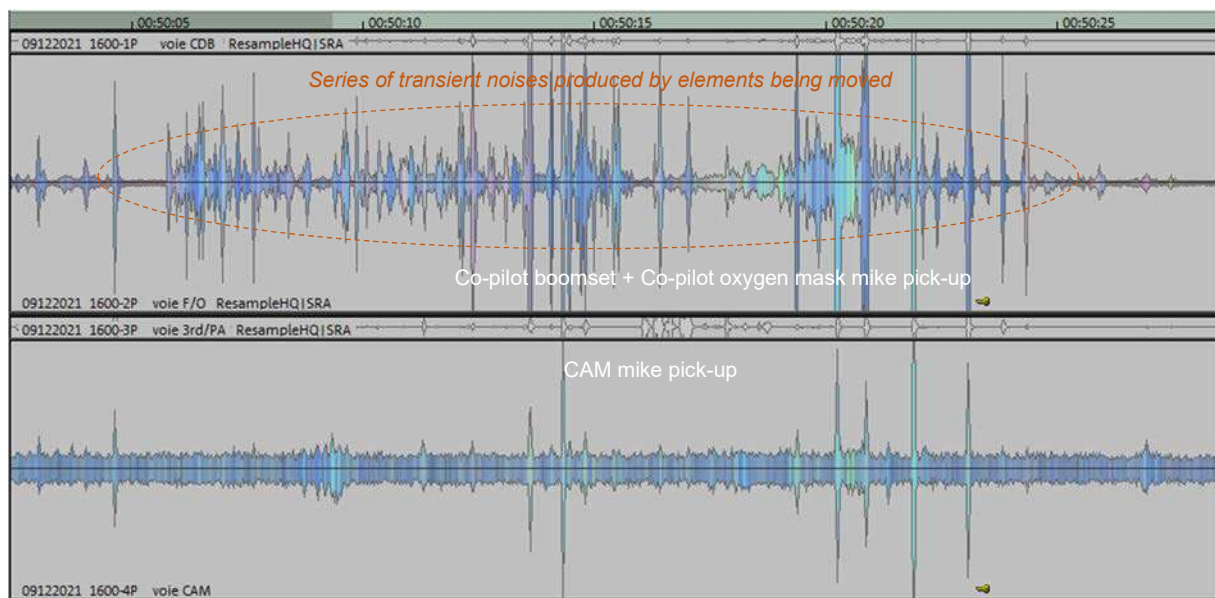 00:50:05 00:50:10 00:50:15 00:50:20 00:50:25
09122021 1600-1P voie CDB ResampleHQ|SRA
Series of transient noises produced by elements being moved
Co-pilot boomset + Co-pilot oxygen mask mike pick-up
09122021 1600-2P voie F/O ResampleHQ|SRA
09122021 1600-3P voie 3rd/PA ResampleHQ|SRA
CAM mike pick-up
09122021 1600-4P voie CAM